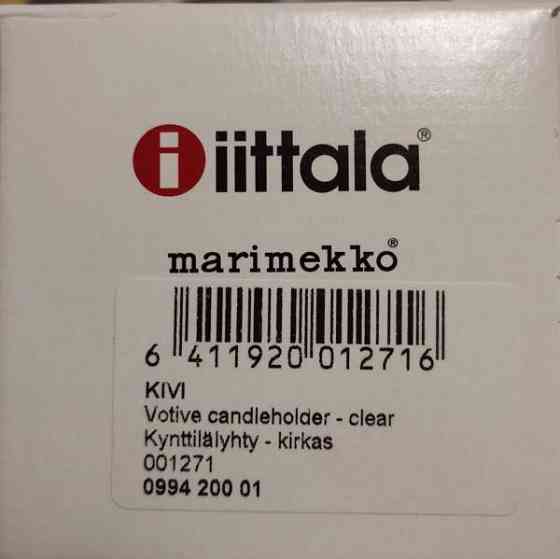 i iittala®
marimekko®
6 411920 012716
KIVI
Votive candleholder - clear
Kynttilälyhty - kirkas
001271
0994 200 01